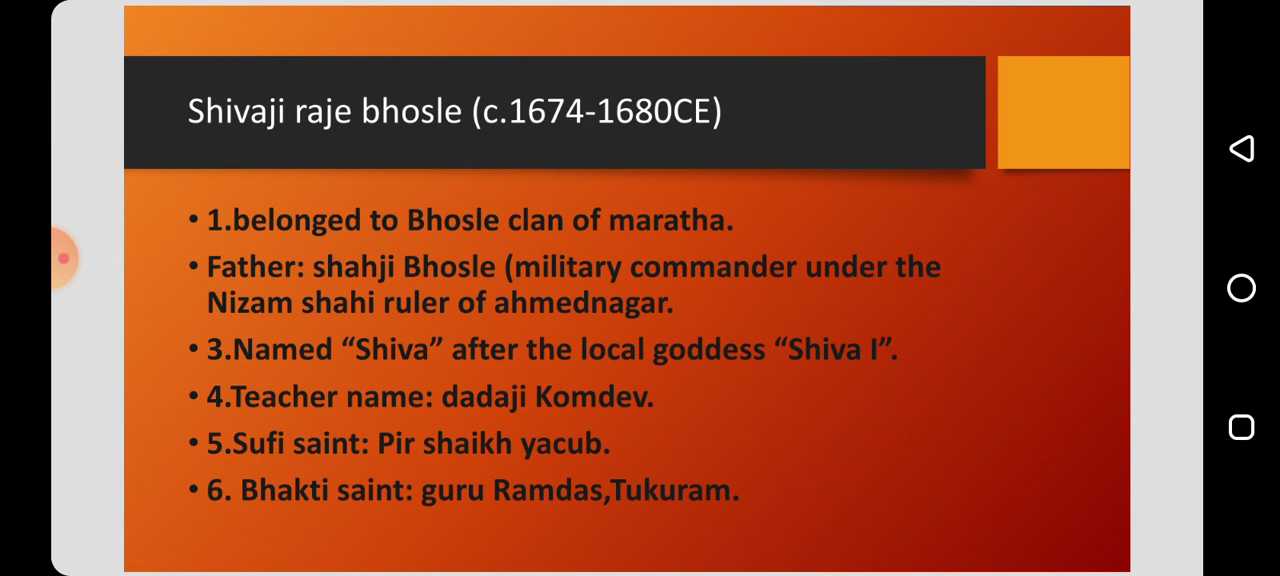 Shivaji raje bhosle (c.1674-1680CE)
• 1.belonged to Bhosle clan of maratha.
• Father: shahji Bhosle (military commander under the
Nizam shahi ruler of ahmednagar.
• 3.Named “Shiva” after the local goddess “Shiva I”.
• 4.Teacher name: dadaji Komdev.
• 5.Sufi saint: Pir shaikh yacub.
• 6. Bhakti saint: guru Ramdas,Tukuram.